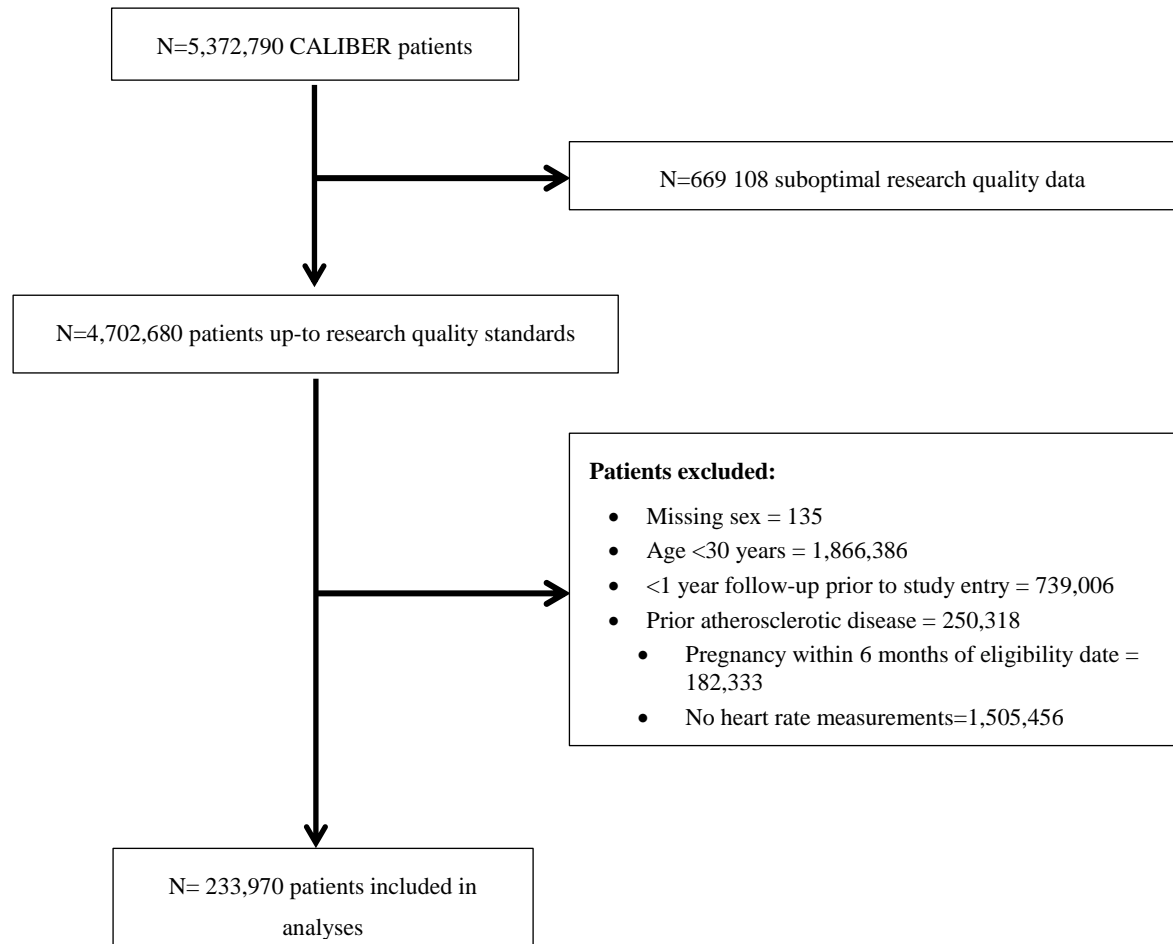 N=5,372,790 CALIBER patients
N=669 108 suboptimal research quality data
N=4,702,680 patients up-to research quality standards
Patients excluded:
• Missing sex = 135
• Age <30 years = 1,866,386
• <1 year follow-up prior to study entry = 739,006
• Prior atherosclerotic disease = 250,318
• Pregnancy within 6 months of eligibility date =
182,333
• No heart rate measurements=1,505,456
N= 233,970 patients included in
analyses